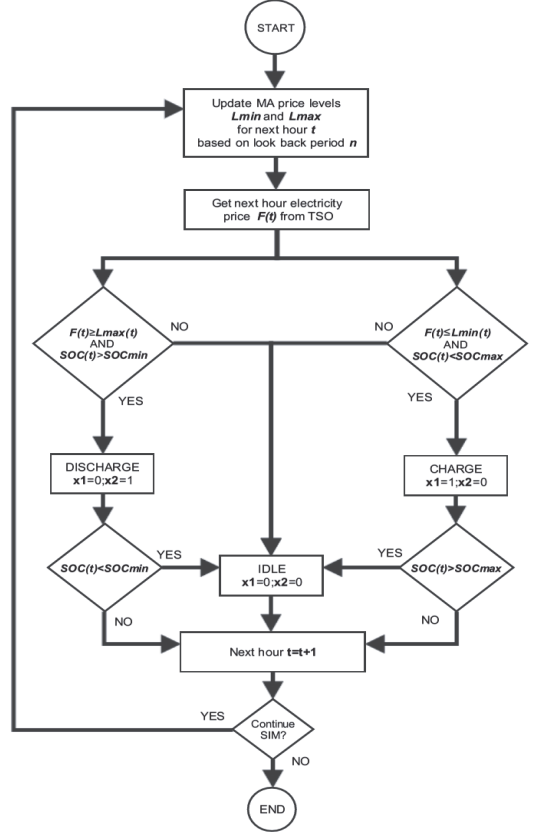 START
Update MA price levels
Lmin and Lmax
for next hour t
based on look back period n
Get next hour electricity
price F(t) from TSO
F(t)≥Lmax(t)
AND
SOC(t)>SOCmin
NO
NO
F(t)≤Lmin(t)
AND
SOC(t)<SOCmax
YES
YES
DISCHARGE
x1=0;x2=1
CHARGE
x1=1;x2=0
SOC(t)<SOCmin
YES
IDLE
x1=0;x2=0
YES
SOC(t)>SOCmax
NO
NO
Next hour t=t+1
YES
Continue
SIM?
NO
END